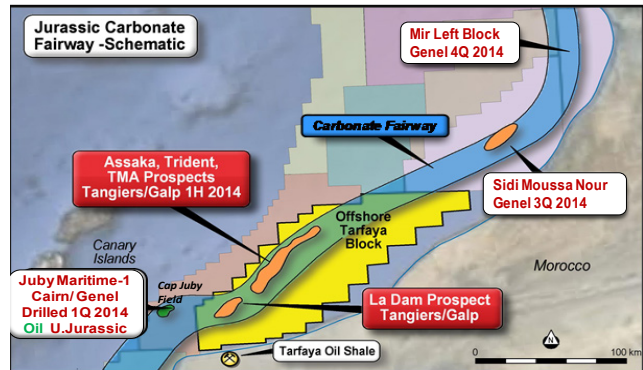 Jurassic Carbonate
Fairway -Schematic
Mir Left Block
Genel 4Q 2014
Carbonate Fairway
Assaka, Trident,
TMA Prospects
Tangiers/Galp 1H 2014
Sidi Moussa Nour
Genel 3Q 2014
Offshore
Tarfaya
Block
Canary
Islands
Morocco
Juby Maritime-1
Cairn/ Genel
Drilled 1Q 2014
Oil U.Jurassic
Cap Juby
Field
La Dam Prospect
Tangiers/Galp
Tarfaya Oil Shale
N
0 100 km